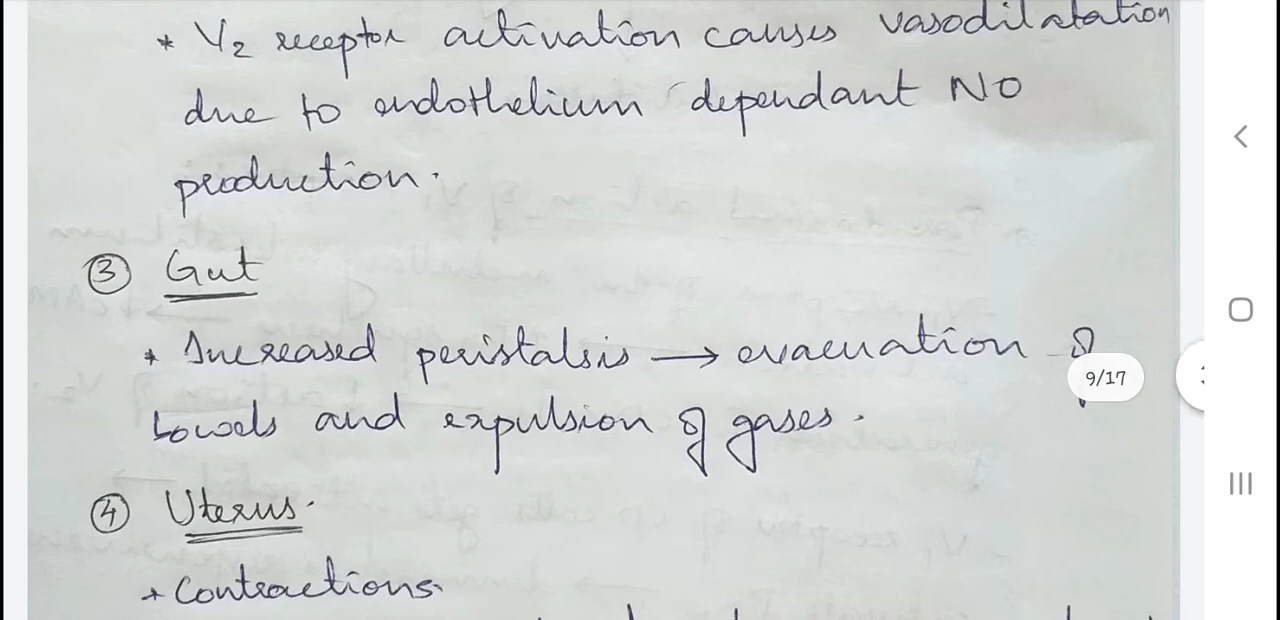 * V2 receptor activation causes vasodilatation
due to endothelium dependant NO
production.
③ Gut
* Increased peristalsis → evacuation of
bowels and expulsion of gases.
9/17
④ Uterus.
* Contractions.